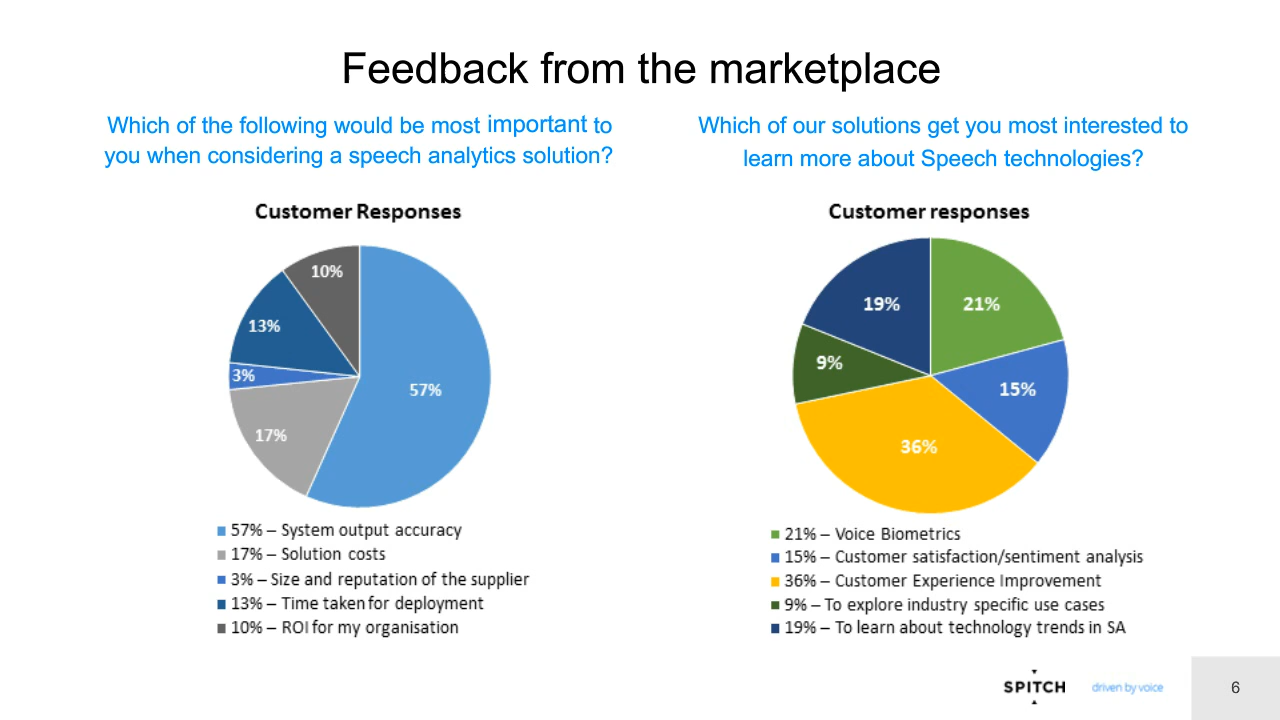 Feedback from the marketplace
Which of the following would be most important to
you when considering a speech analytics solution?
Customer Responses
10%
13%
3%
57%
17%
57% – System output accuracy
17% – Solution costs
3% – Size and reputation of the supplier
13% – Time taken for deployment
10% – ROI for my organisation
Which of our solutions get you most interested to
learn more about Speech technologies?
Customer responses
19%
21%
9%
15%
36%
21% – Voice Biometrics
15% – Customer satisfaction/sentiment analysis
36% – Customer Experience Improvement
9% – To explore industry specific use cases
19% – To learn about technology trends in SA
SPITCH
driven by voice
6